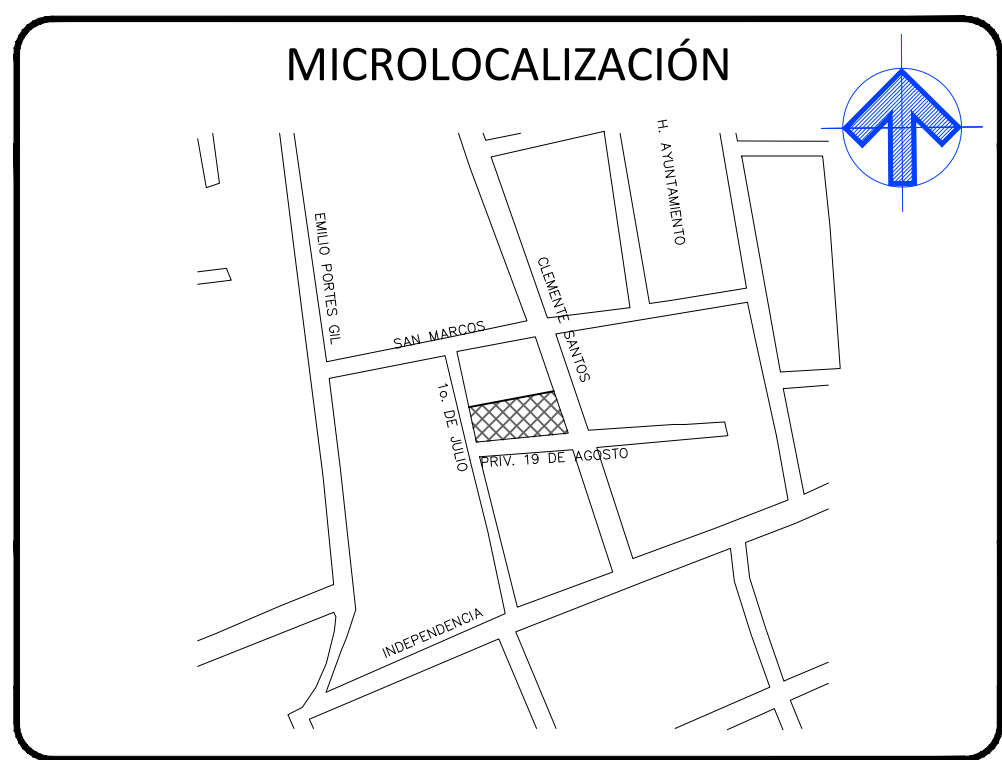 MICROLOCALIZACIÓN
H. AYUNTAMIENTO
EMILIO PORTES GIL
CLEMENTE SANTOS
SAN MARCOS
1o. DE JULIO
PRIV. 19 DE AGOSTO
INDEPENDENCIA